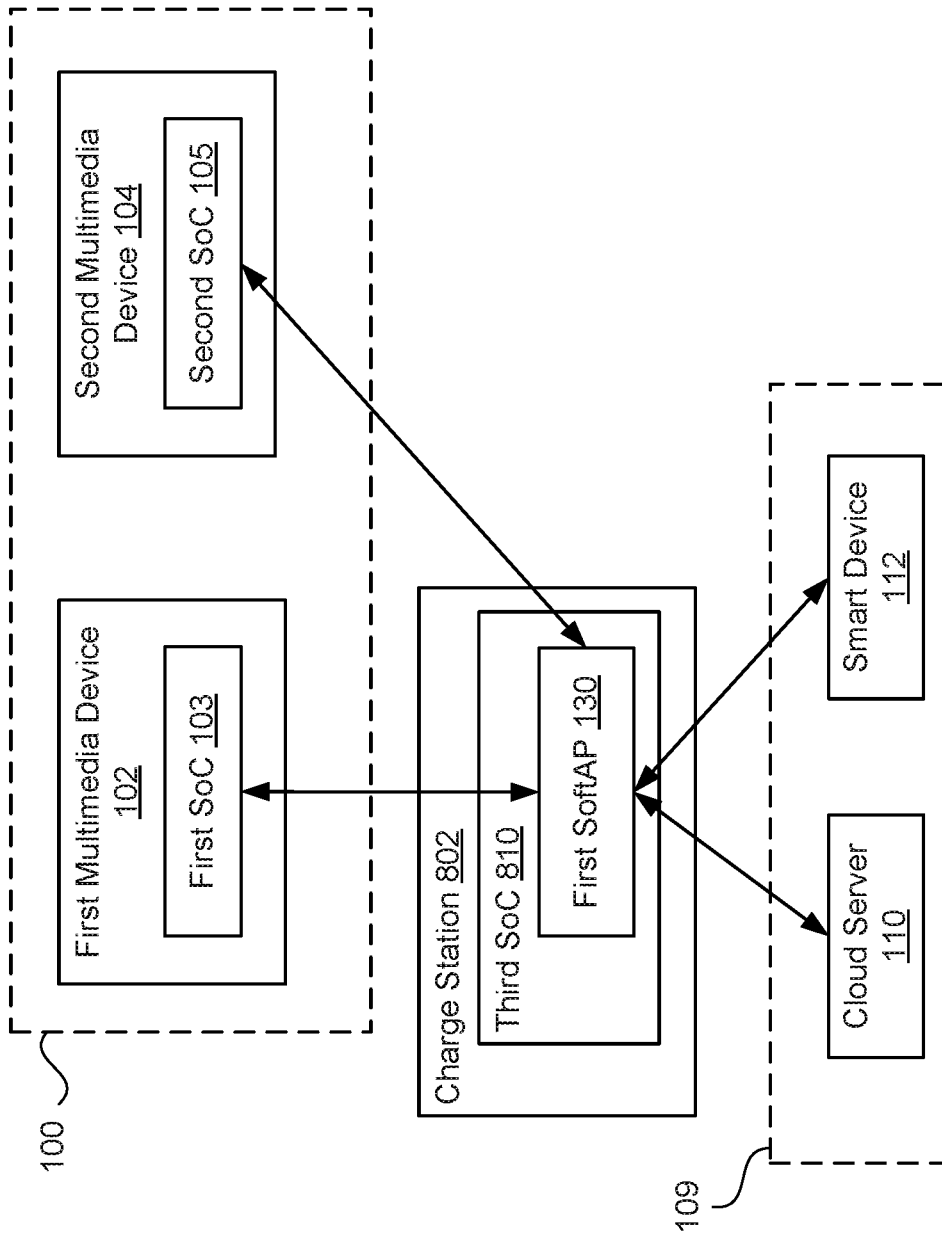 100
First Multimedia Device
102
First SoC 103
Second Multimedia
Device 104
Second SoC 105
Charge Station 802
Third SoC 810
First SoftAP 130
109
Cloud Server
110
Smart Device
112